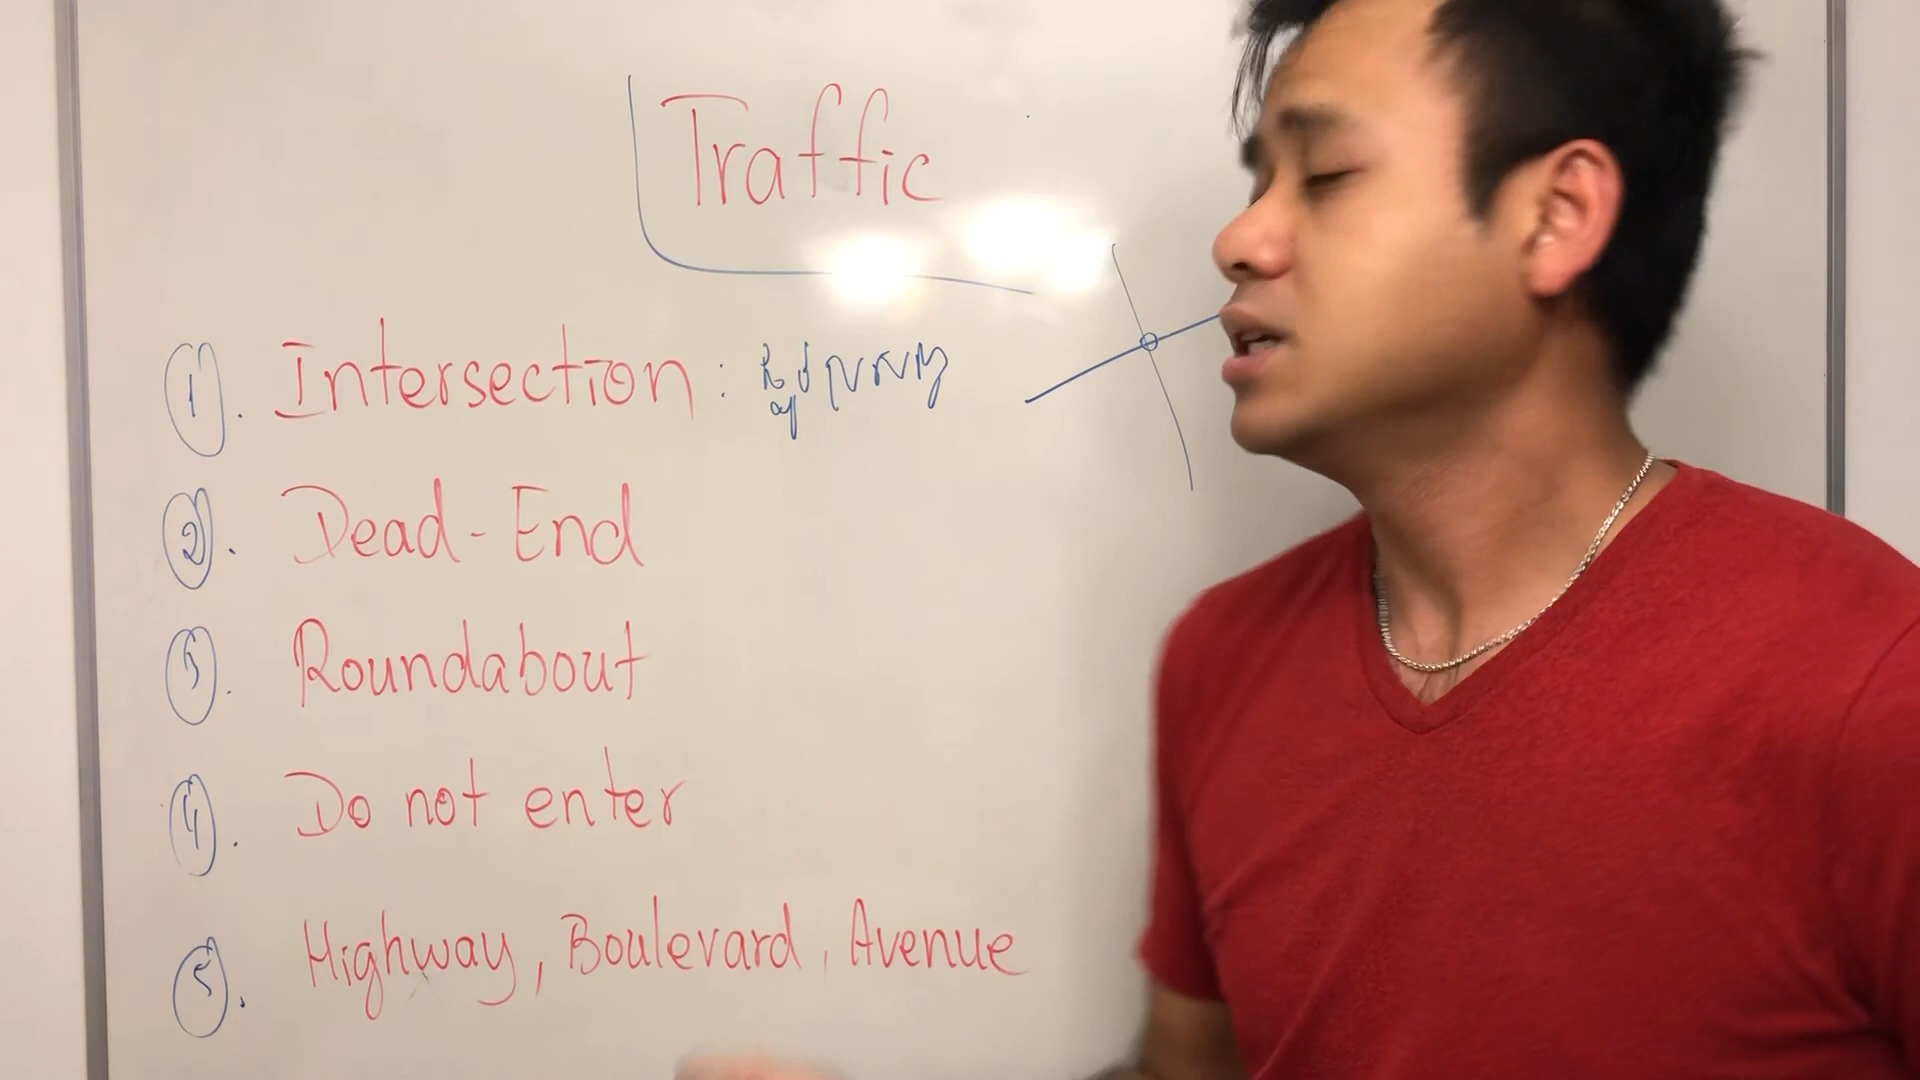 Traffic
1. Intersection:
2. Dead-End
3. Roundabout
4. Do not enter
5. Highway, Boulevard, Avenue